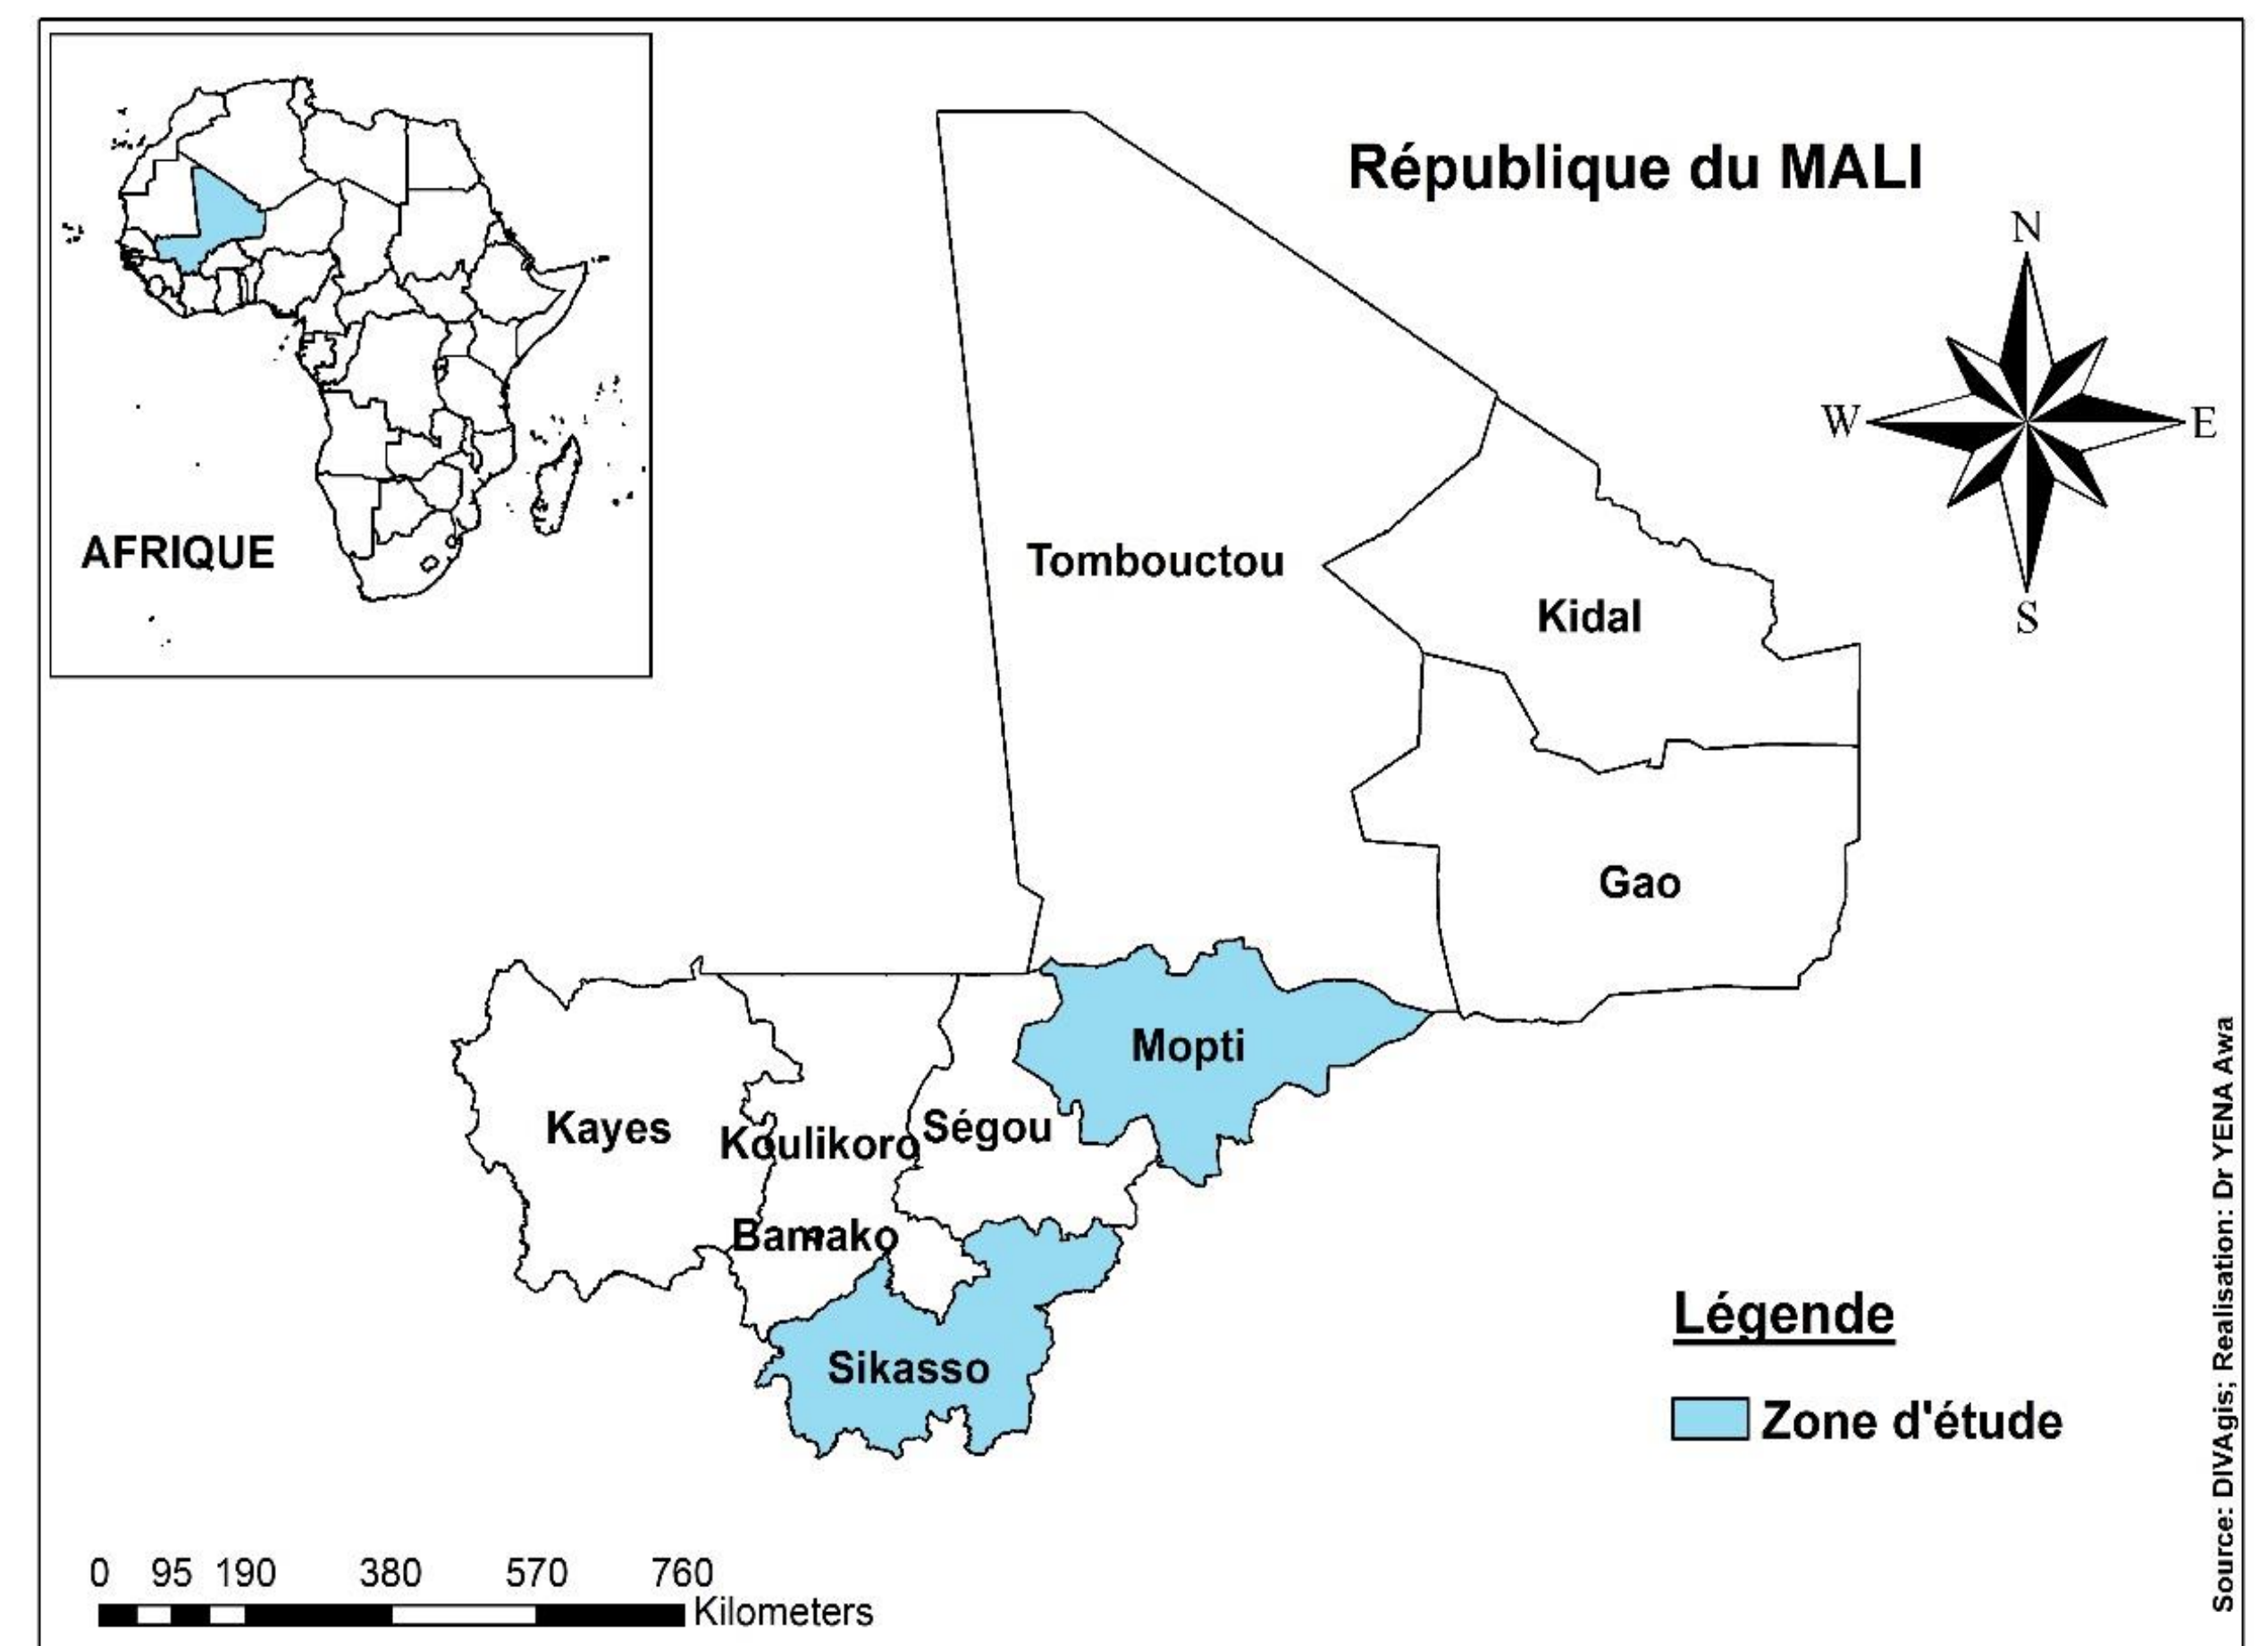 République du MALI
AFRIQUE
N
W
E
S
Tombouctou
Kidal
Gao
Mopti
Kayes
Koulikoro
Ségou
Bamako
Sikasso
Légende
Zone d'étude
0 95 190 380 570 760
Kilometers
Source: DIVAgis; Realisation: Dr YENA Awa